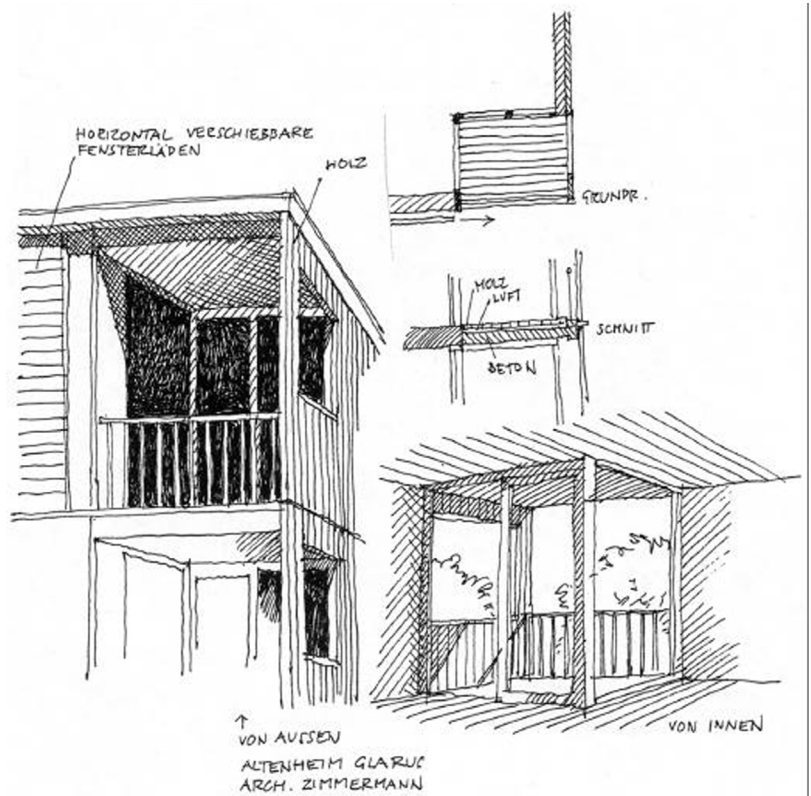 HORIZONTAL VERSCHIEBBARE
FENSTERLÄDEN
HOLZ
GRUNDR.
HOLZ
LUFT
SCHNITT
BETON
VON INNEN
VON AUSSEN
ALTENHEIM GLARUS
ARCH. ZIMMERMANN